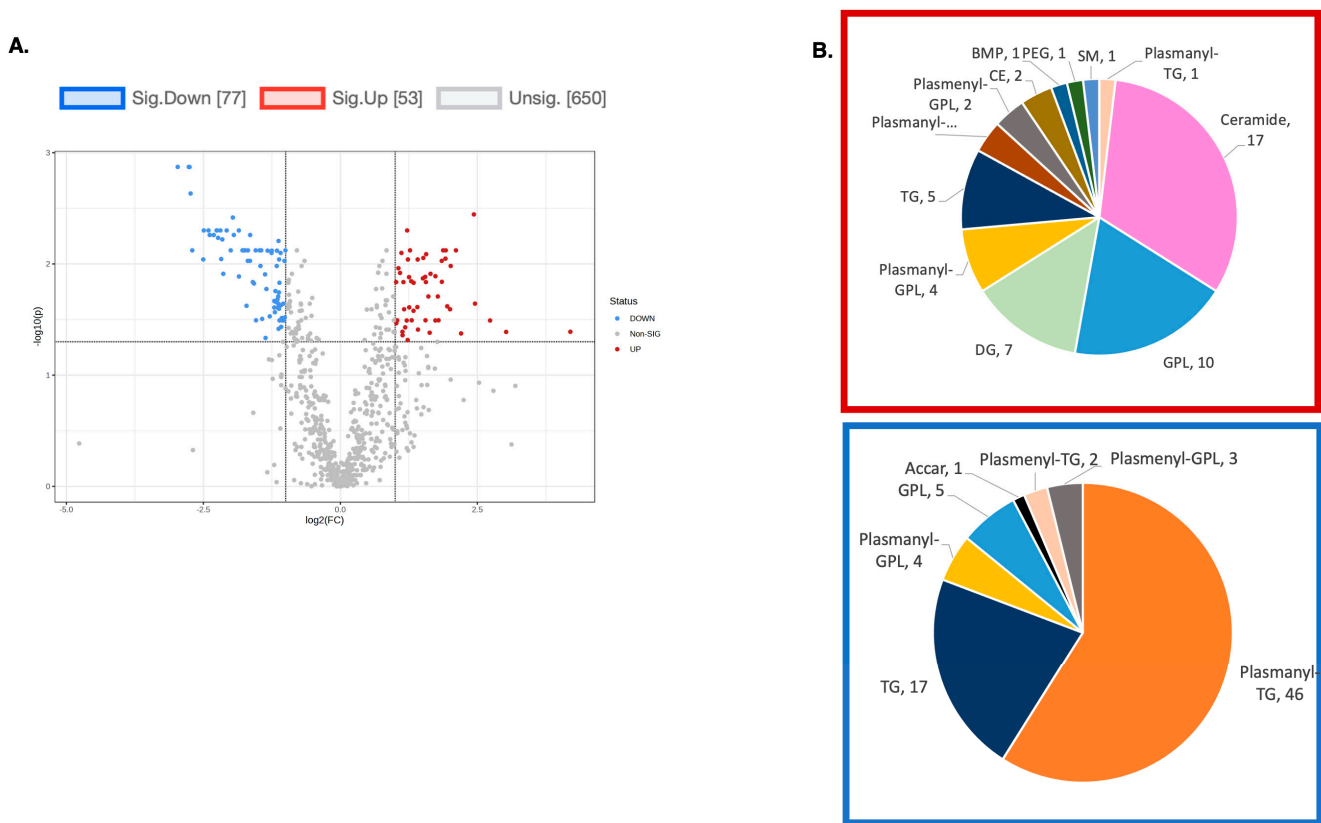 A.
Sig.Down [77]
Sig.Up [53]
Unsig. [650]
3
2
1
0
-log10(p)
-5.0
-2.5
0.0
2.5
log2(FC)
Status
DOWN
Non-SIG
UP
B.
BMP, 1
PEG, 1
SM, 1
Plasmanyl-
TG, 1
CE, 2
Plasmenyl-
GPL, 2
Plasmanyl-...
Ceramide,
17
TG, 5
Plasmanyl-
GPL, 4
DG, 7
GPL, 10
Accar, 1
Plasmenyl-TG, 2
Plasmenyl-GPL, 3
GPL, 5
Plasmanyl-
GPL, 4
TG, 17
Plasmanyl-
TG, 46